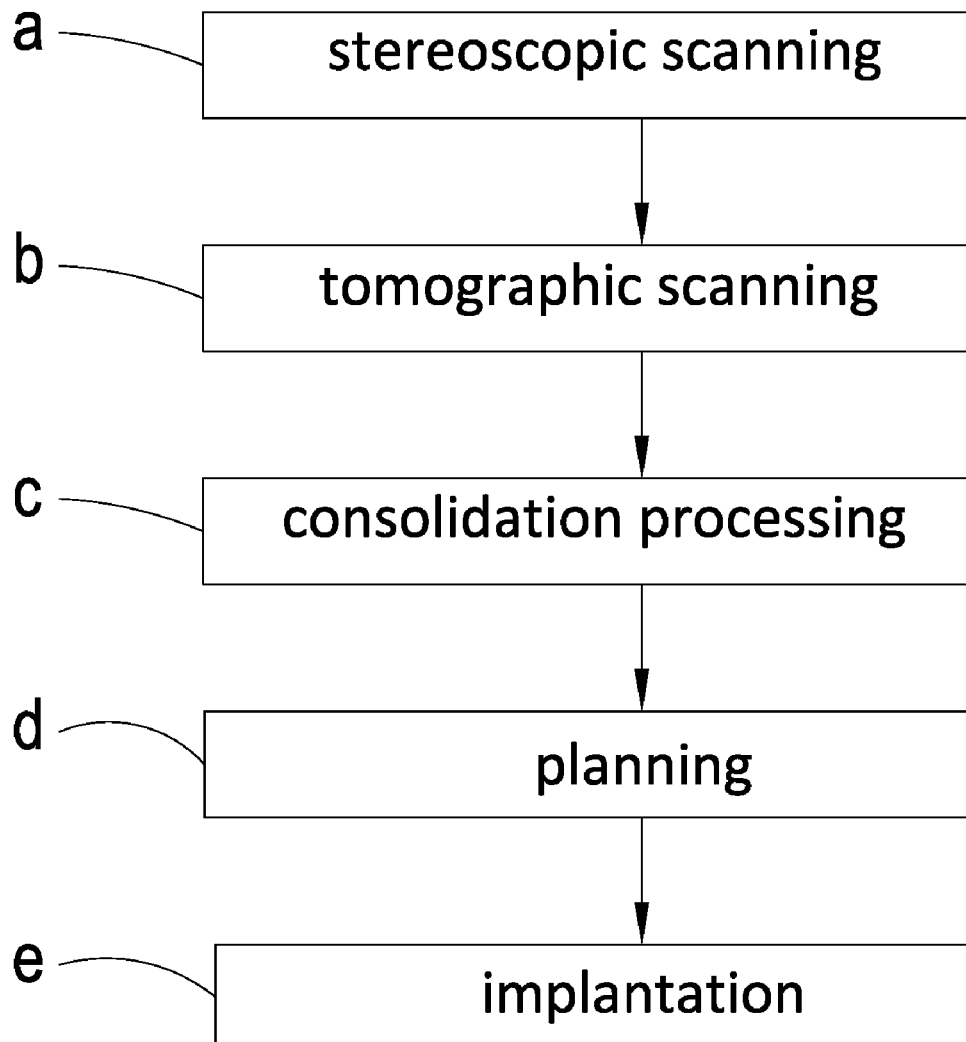 a stereoscopic scanning
b tomographic scanning
c consolidation processing
d planning
e implantation